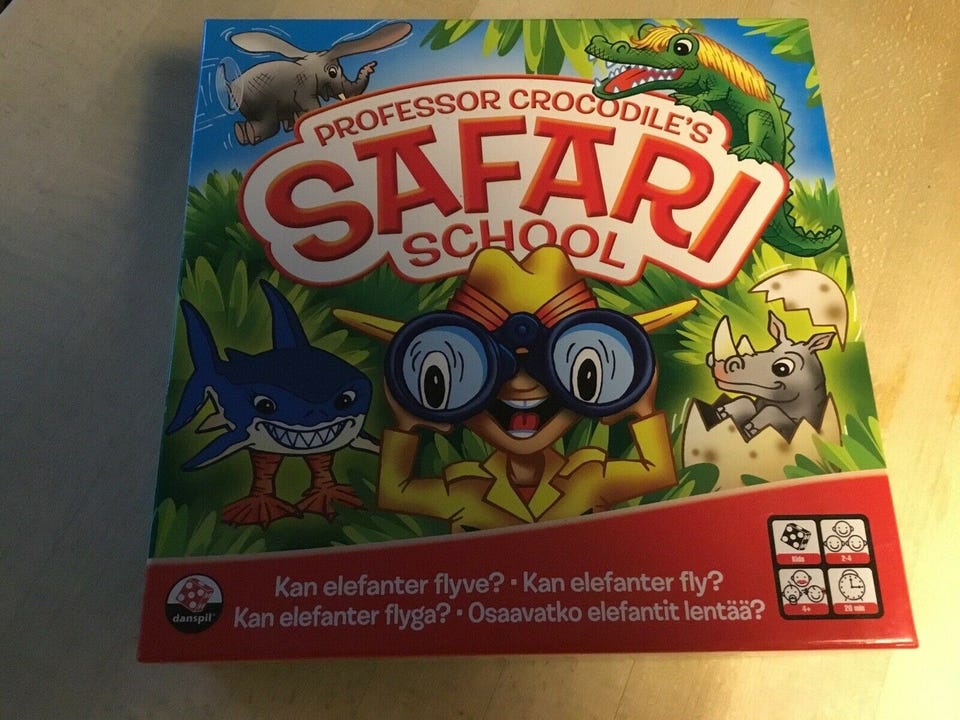 PROFESSOR CROCODILE'S
SAFARI
SCHOOL
Kan elefanter flyve? · Kan elefanter fly?
Kan elefanter flyga? · Osaavatko elefantit lentää?
danspil
Kids
2-4
4+
20 min